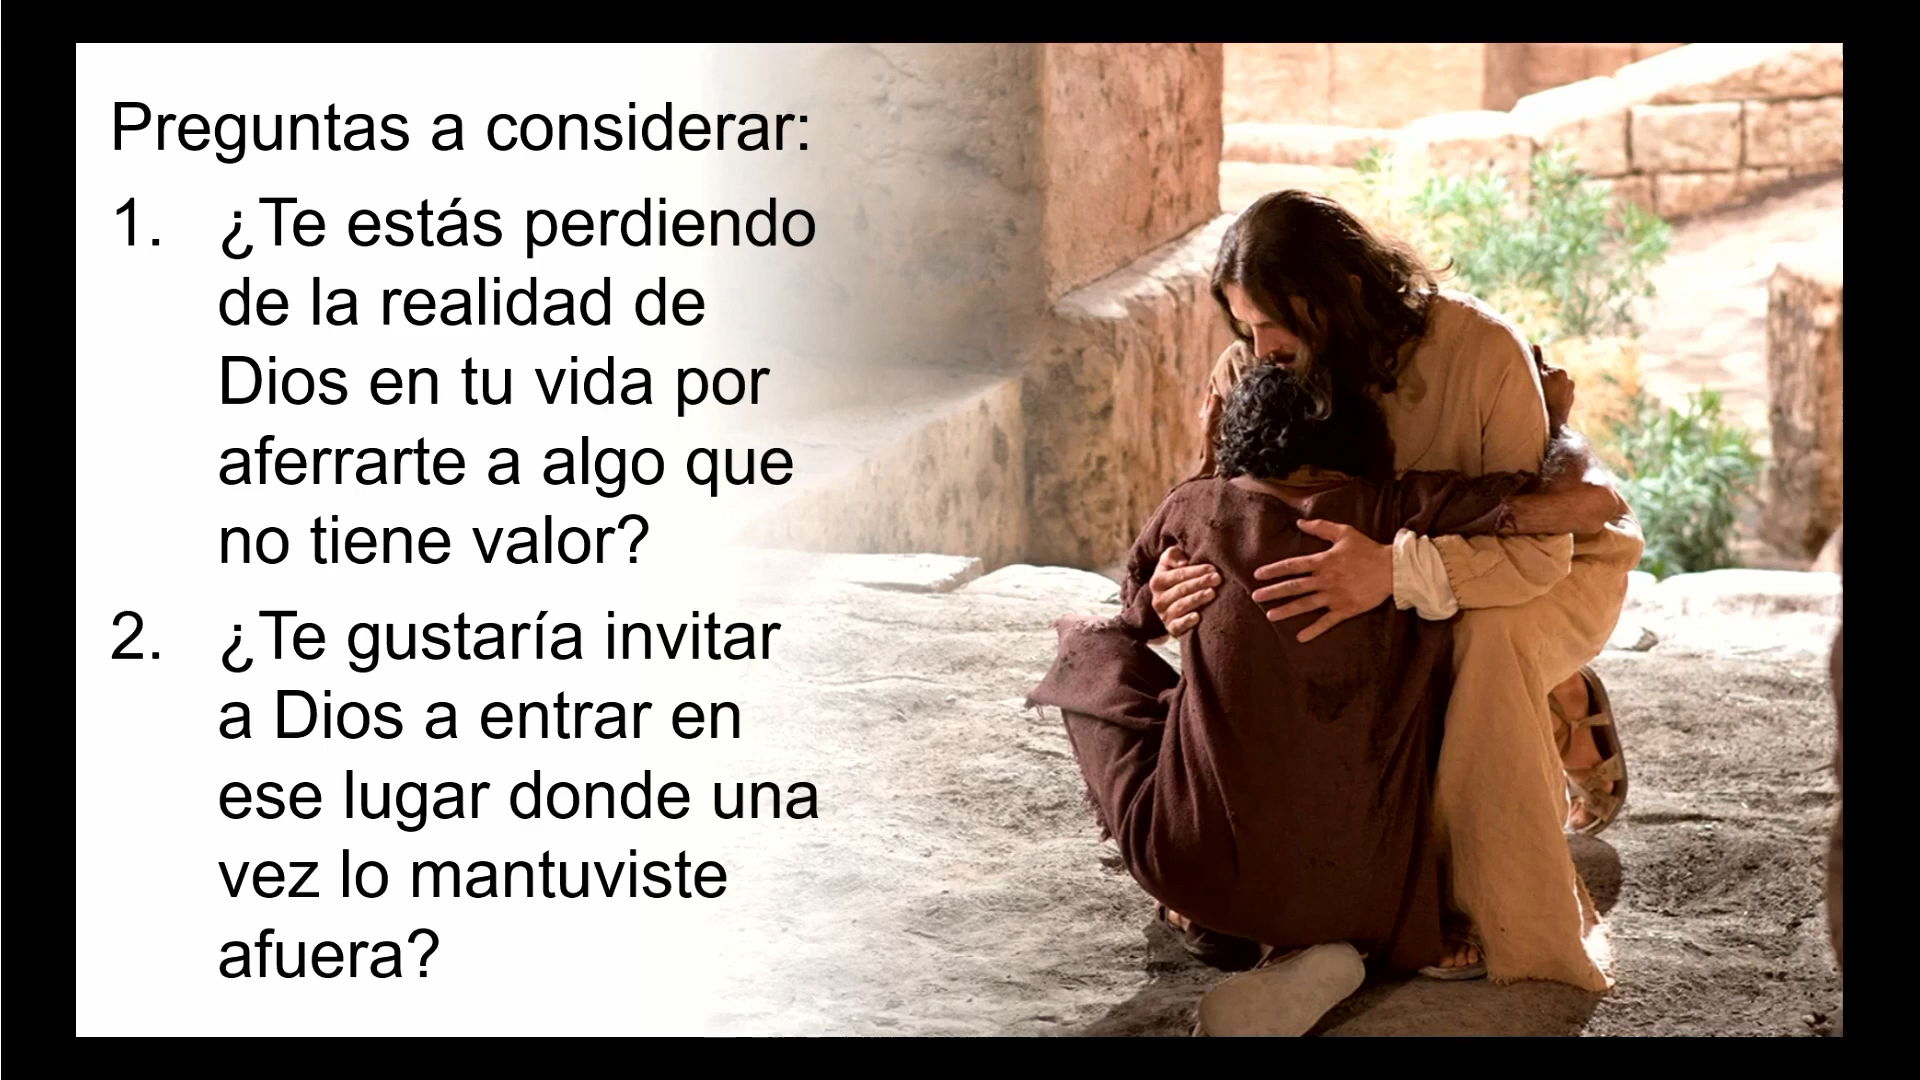 Preguntas a considerar:
1. ¿Te estás perdiendo
de la realidad de
Dios en tu vida por
aferrarte a algo que
no tiene valor?
2. ¿Te gustaría invitar
a Dios a entrar en
ese lugar donde una
vez lo mantuviste
afuera?